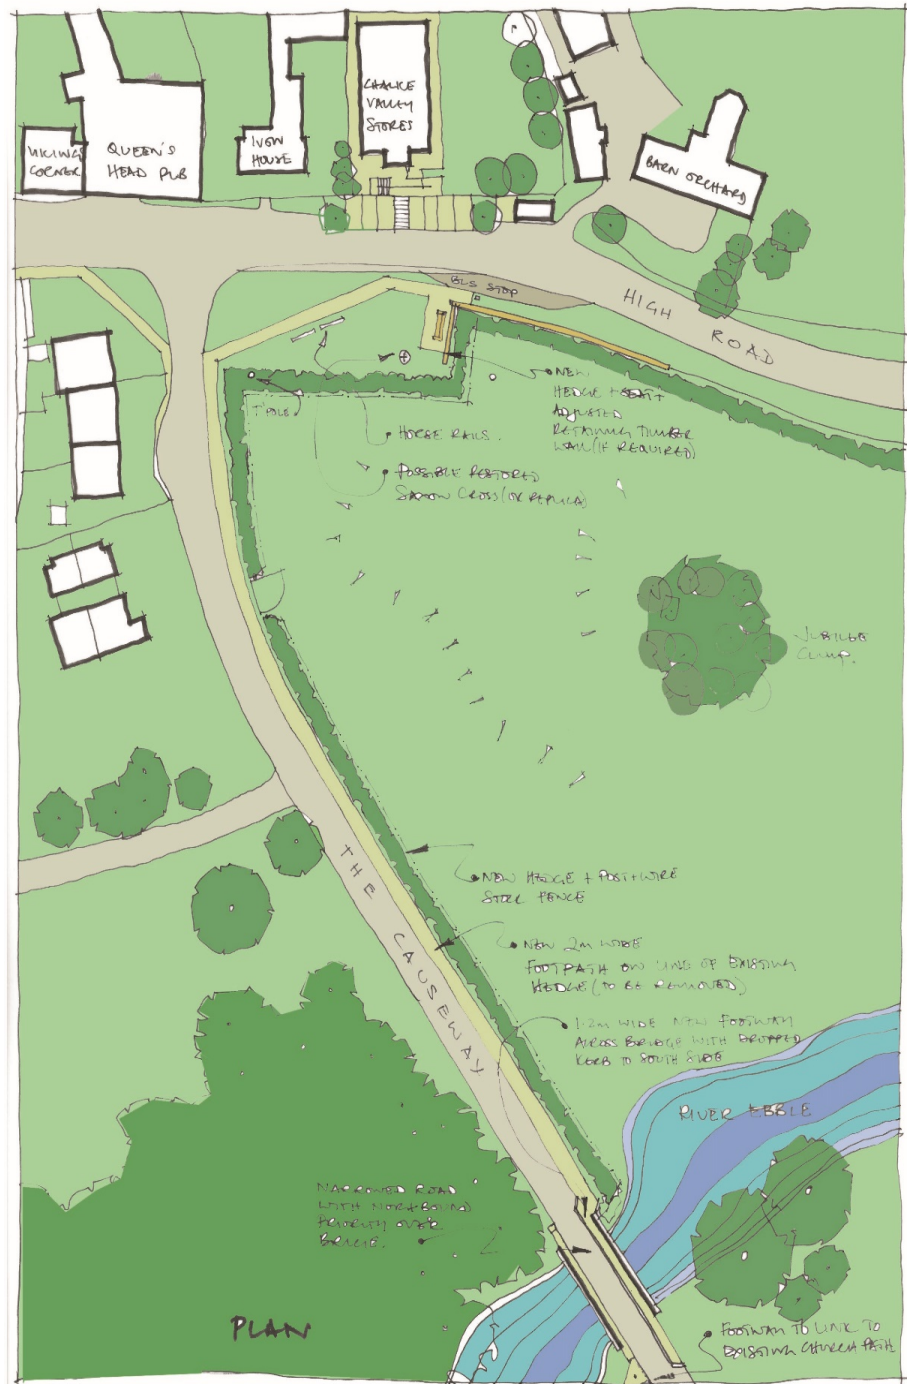 VIKING
CORNER
QUEEN'S
HEAD PUB
IVON
HOUSE
CHALKE
VALLEY
STORES
BARN ORCHARD
BUS STOP
HIGH
ROAD
T'POLE
NEW
HEDGE + SEAT +
ADJUSTED
RETAINING TIMBER
WALL (IF REQUIRED)
HORSE RAILS.
POSSIBLE RESTORED
SAXON CROSS (OR REPLICA)
JUBILEE
CLUMP.
THE CAUSEWAY
NEW HEDGE + POST + WIRE
STOCK FENCE
NEW 2m WIDE
FOOTPATH ON LINE OF EXISTING
HEDGE (TO BE REMOVED)
1.2m WIDE NEW FOOTWAY
ACROSS BRIDGE WITH DROPPED
KERB TO SOUTH SIDE
RIVER EBBLE
NARROWED ROAD
WITH NORTHBOUND
PRIORITY OVER
BRIDGE.
PLAN
FOOTWAY TO LINK TO
EXISTING CHURCH PATH